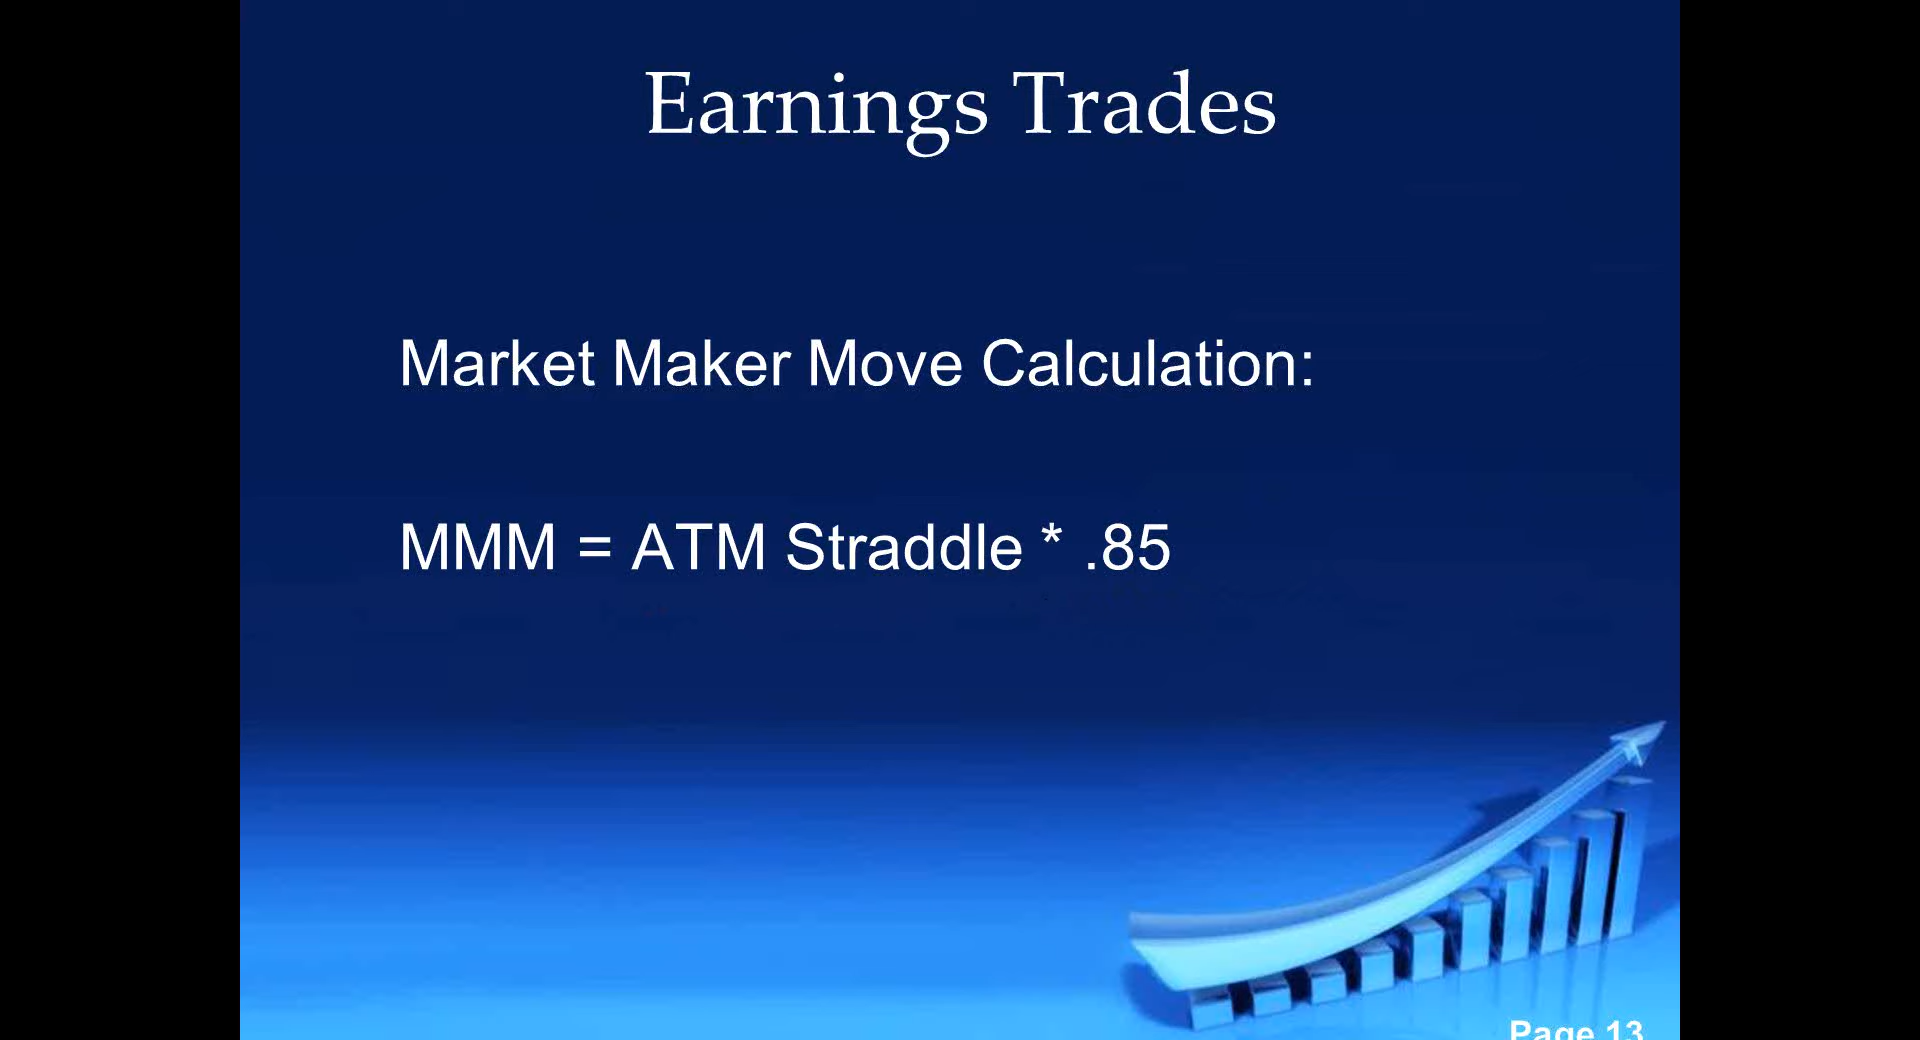 Earnings Trades
Market Maker Move Calculation:
MMM = ATM Straddle * .85
Page 13